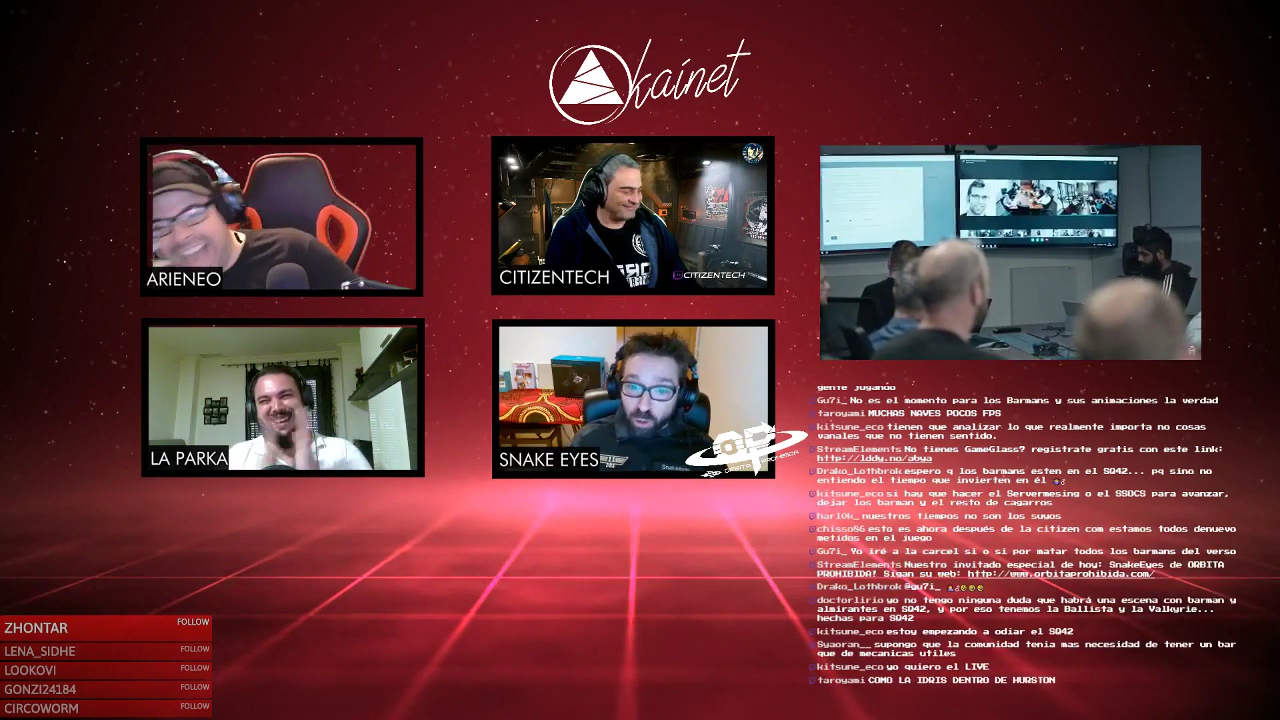 Akainet
ARIENEO
CITIZENTECH
CITIZENTECH
LA PARKA
SNAKE EYES
OP
gente jugando
Gu7i_ No es el momento para los Barmans y sus animaciones la verdad
taroyami MUCHAS NAVES POCOS FPS
kitsune_eco tienen que analizar lo que realmente importa no cosas
vanales que no tienen sentido.
StreamElements No tienes GameGlass? registrate gratis con este link:
http://lddy.no/abya
Drako_Lothbrok espero q los barmans esten en el SQ42... pq sino no
entiendo el tiempo que invierten en él
kitsune_eco si hay que hacer el Servermesing o el SSOCS para avanzar,
dejar los barman y el resto de cagarros
harl0k_ nuestros tiempos no son los suyos
chisso86 esto es ahora después de la citizen com estamos todos denuevo
metidos en el juego
Gu7i_ Yo iré a la carcel si o si por matar todos los barmans del verso
StreamElements Nuestro invitado especial de hoy: SnakeEyes de ORBITA
PROHIBIDA! Sigan su web: http://www.orbitaprohibida.com/
Drako_Lothbrok @gu7i_
doctorlirio yo no tengo ninguna duda que habrá una escena con barman y
almirantes en SQ42, y por eso tenemos la Ballista y la Valkyrie...
hechas para SQ42
kitsune_eco estoy empezando a odiar el SQ42
Syaoran__ supongo que la comunidad tenia mas necesidad de tener un bar
que de mecanicas utiles
kitsune_eco yo quiero el LIVE
taroyami COMO LA IDRIS DENTRO DE HURSTON
ZHONTAR FOLLOW
LENA_SIDHE FOLLOW
LOOKOVI FOLLOW
GONZI24184 FOLLOW
CIRCOWORM FOLLOW